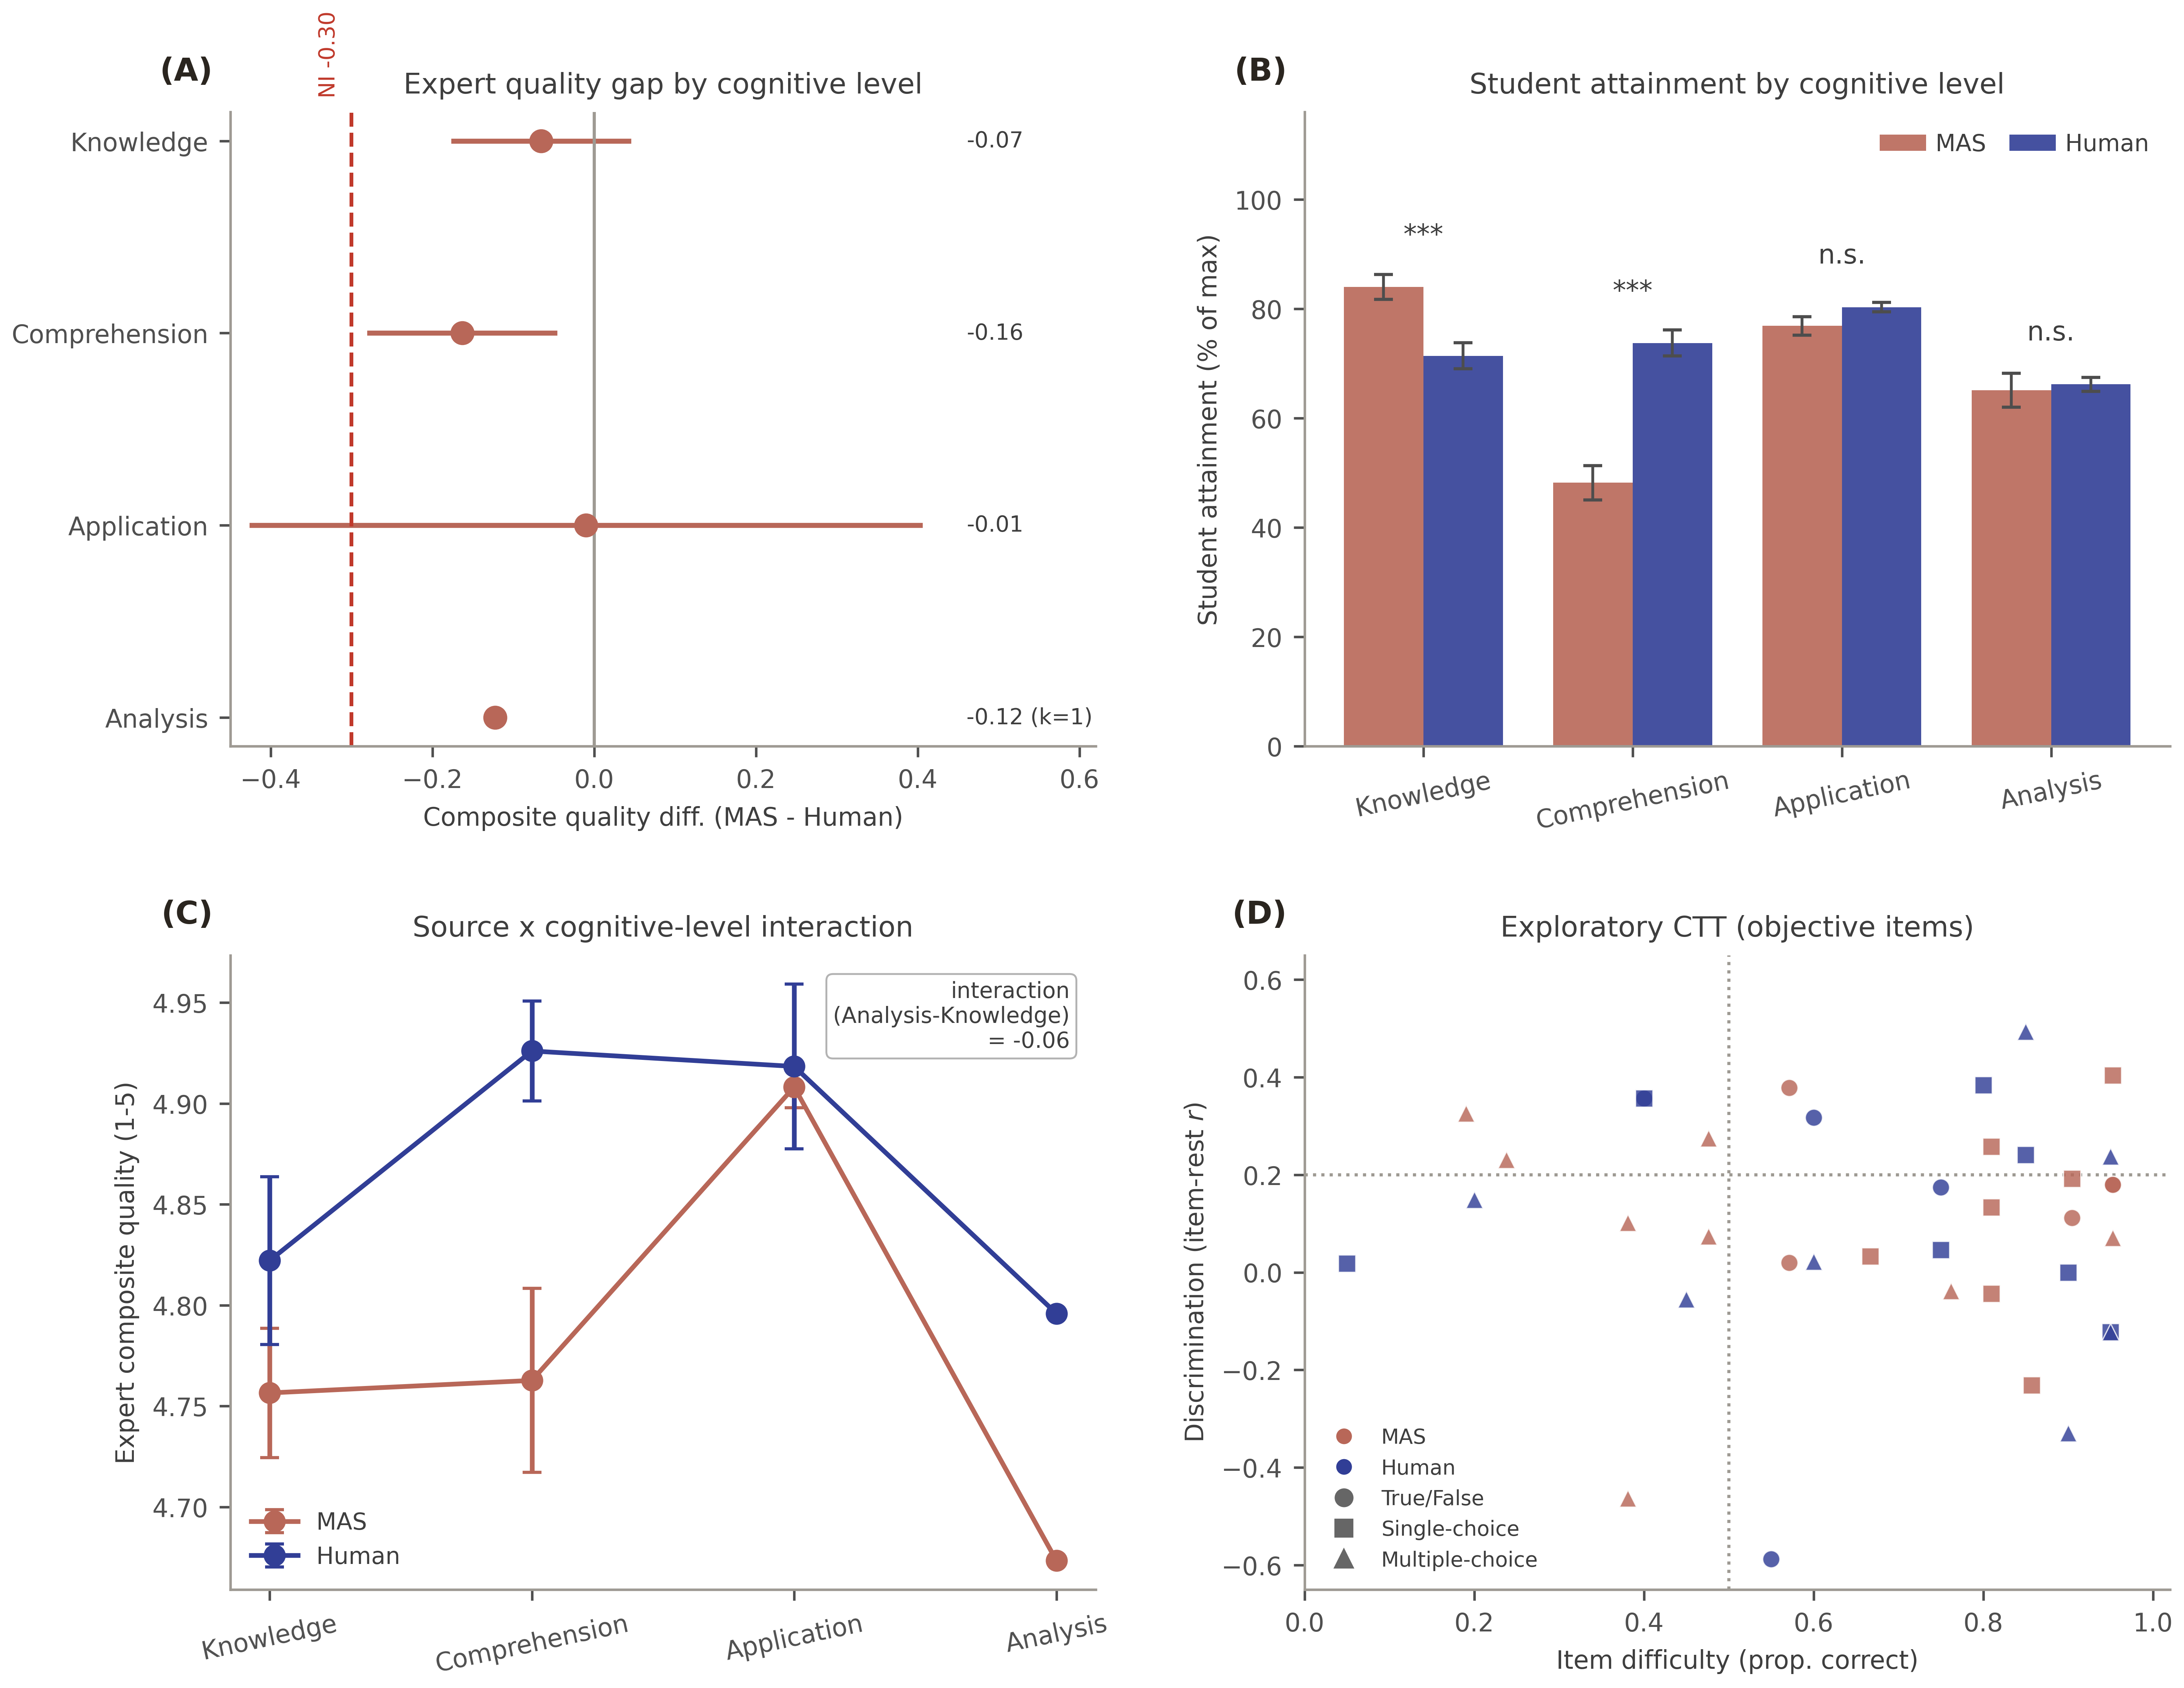 NI -0.30
(A)
Expert quality gap by cognitive level
Knowledge
-0.07
Comprehension
-0.16
Application
-0.01
Analysis
-0.12 (k=1)
−0.4
−0.2
0.0
0.2
0.4
0.6
Composite quality diff. (MAS - Human)
(B)
Student attainment by cognitive level
MAS
Human
Student attainment (% of max)
100
80
60
40
20
0
***
***
n.s.
n.s.
Knowledge
Comprehension
Application
Analysis
(C)
Source x cognitive-level interaction
interaction
(Analysis-Knowledge)
= -0.06
Expert composite quality (1-5)
4.95
4.90
4.85
4.80
4.75
4.70
MAS
Human
Knowledge
Comprehension
Application
Analysis
(D)
Exploratory CTT (objective items)
Discrimination (item-rest r)
0.6
0.4
0.2
0.0
−0.2
−0.4
−0.6
MAS
Human
True/False
Single-choice
Multiple-choice
0.0
0.2
0.4
0.6
0.8
1.0
Item difficulty (prop. correct)